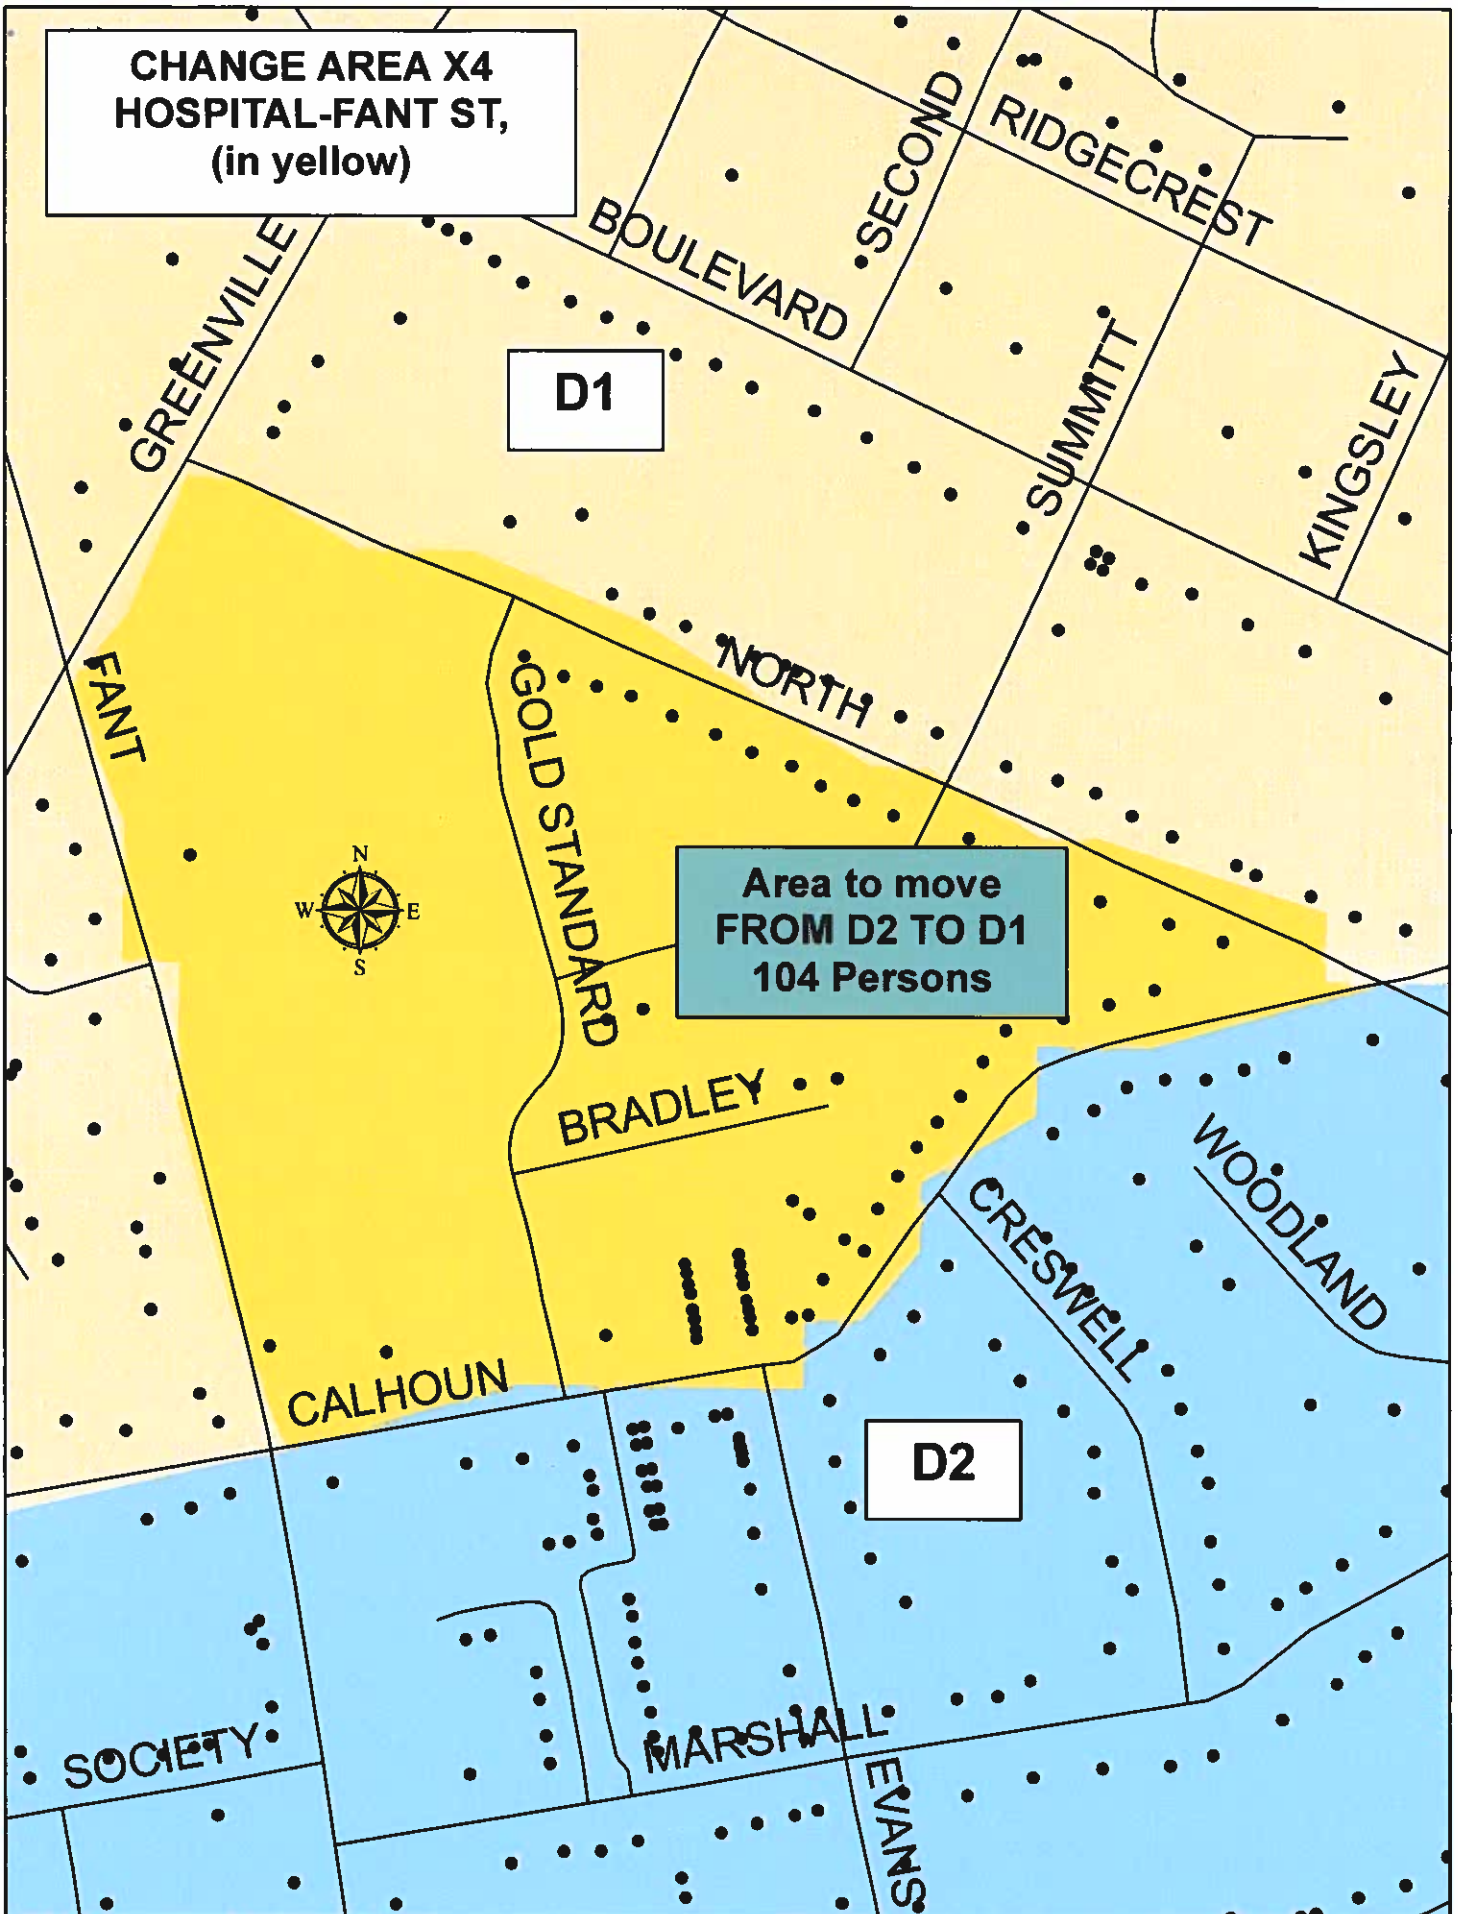 CHANGE AREA X4
HOSPITAL-FANT ST,
(in yellow)
SECOND
RIDGECREST
BOULEVARD
GREENVILLE
D1
SUMMITT
KINGSLEY
FANT
NORTH
GOLD STANDARD
N
W
E
S
Area to move
FROM D2 TO D1
104 Persons
BRADLEY
WOODLAND
CRESWELL
CALHOUN
D2
SOCIETY
MARSHALL
EVANS